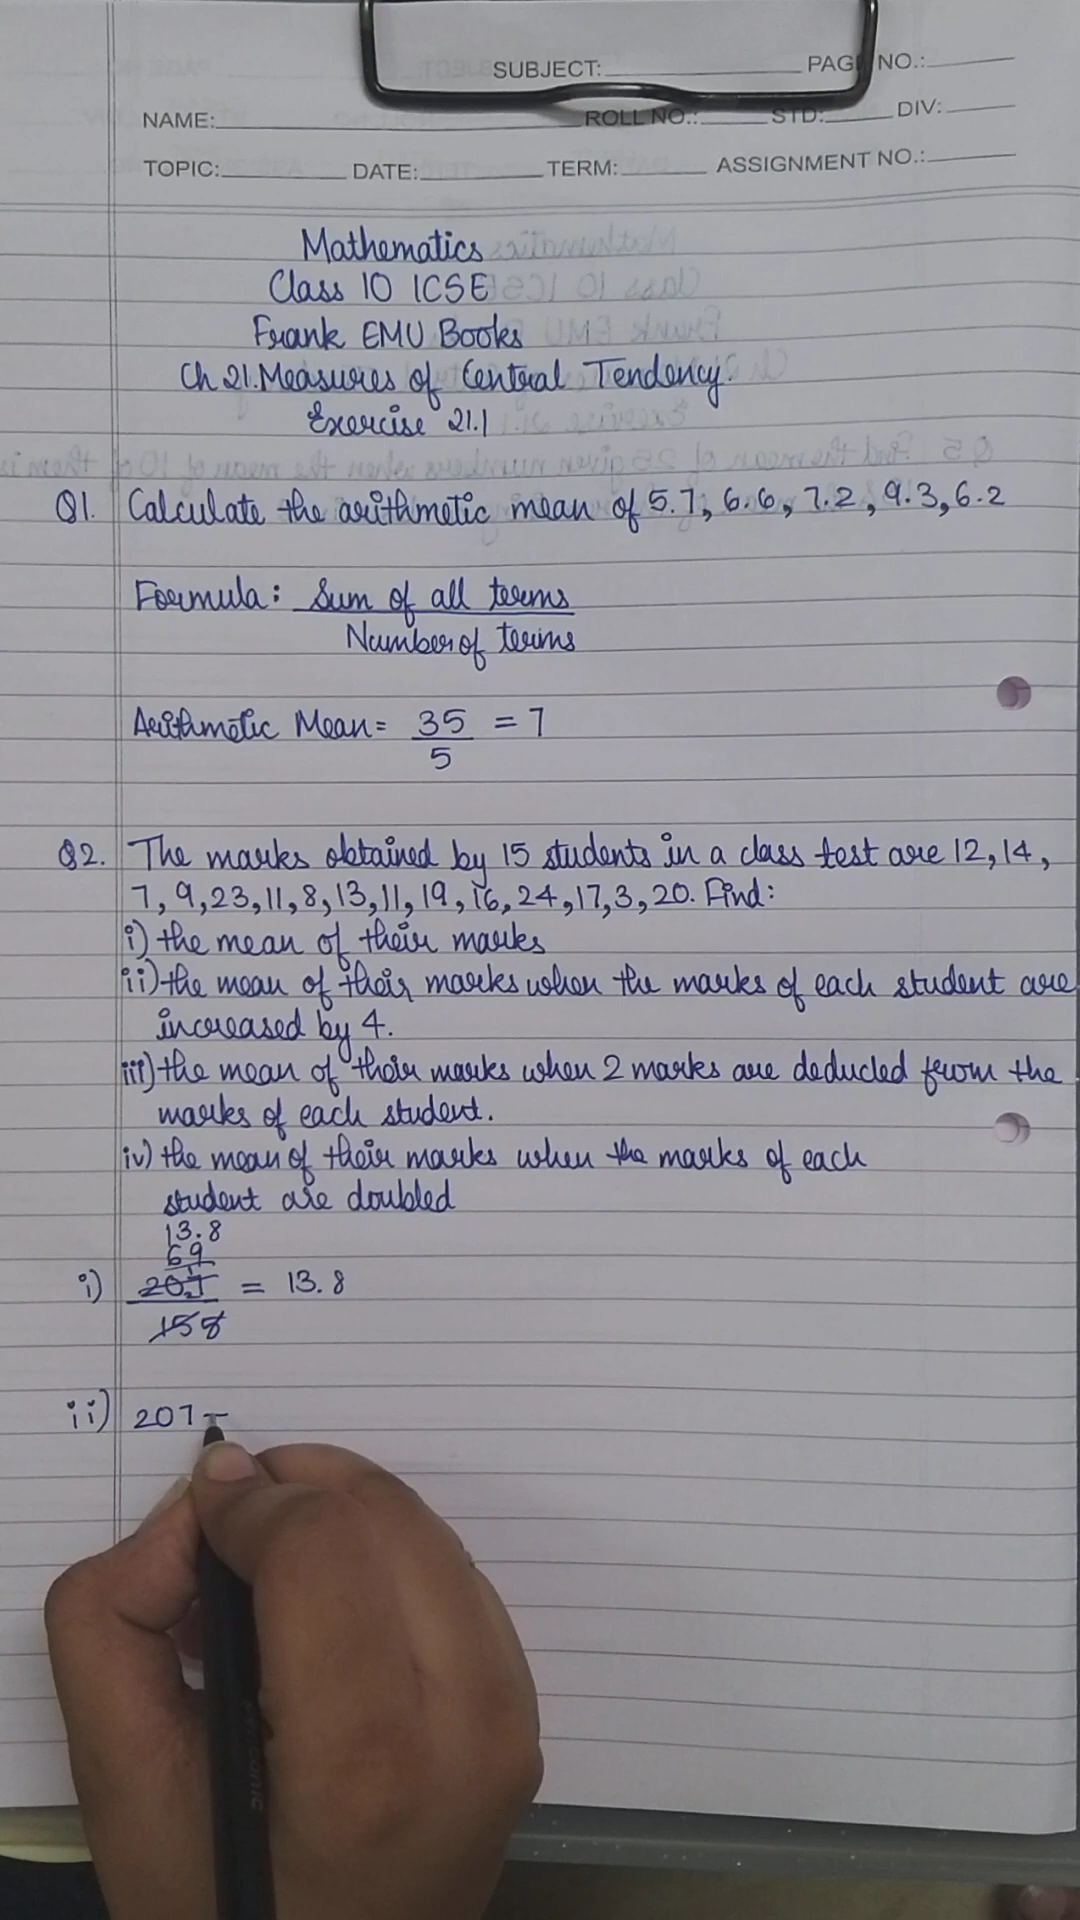 SUBJECT: PAGE NO.:
NAME: ROLL NO.: STD: DIV:
TOPIC: DATE: TERM: ASSIGNMENT NO.:
Mathematics
Class 10 ICSE
Frank EMU Books
Ch 21. Measures of Central Tendency.
Exercise 21.1
Q1. Calculate the arithmetic mean of 5.7, 6.6, 7.2, 9.3, 6.2
Formula: Sum of all terms
Number of terms
Arithmetic Mean = 35 = 7
5
Q2. The marks obtained by 15 students in a class test are 12, 14,
7, 9, 23, 11, 8, 13, 11, 19, 16, 24, 17, 3, 20. Find:
i) the mean of their marks
ii) the mean of their marks when the marks of each student are
increased by 4.
iii) the mean of their marks when 2 marks are deducted from the
marks of each student.
iv) the mean of their marks when the marks of each
student are doubled
13.8
69
i) 207 = 13.8
15
ii) 207